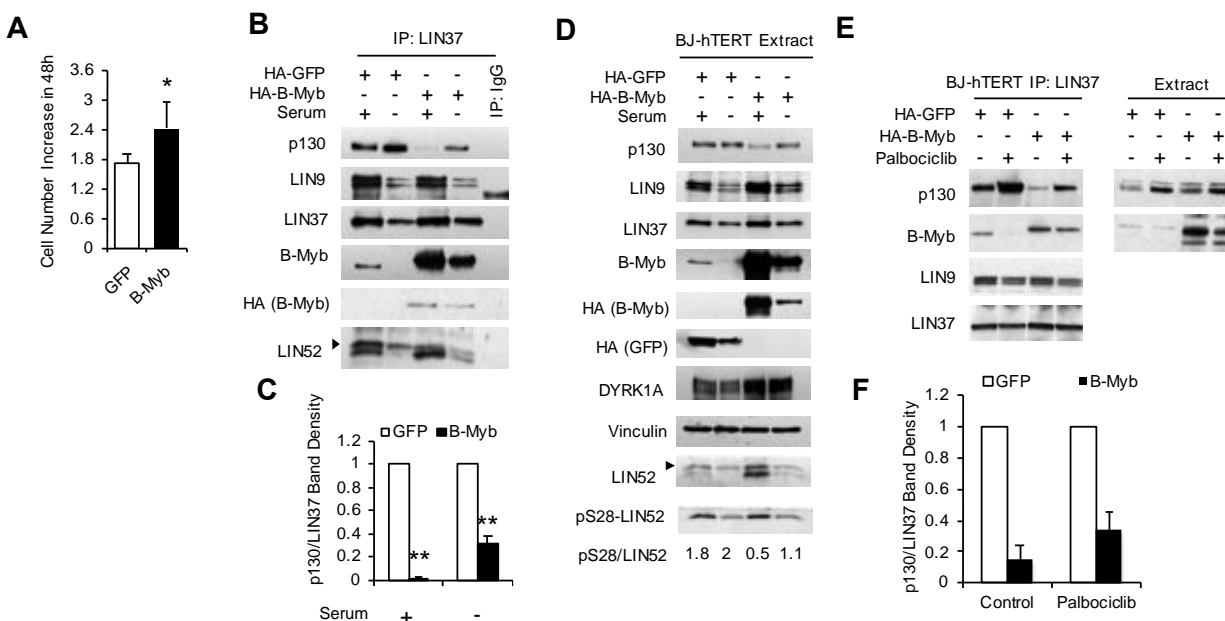 A
Cell Number Increase in 48h
3.6
3
2.4
1.8
1.2
0.6
0
*
GFP
B-Myb
B
IP: LIN37
HA-GFP + + - -
HA-B-Myb - - + +
Serum + - + -
IP: IgG
p130
LIN9
LIN37
B-Myb
HA (B-Myb)
LIN52
C
GFP B-Myb
p130/LIN37 Band Density
1.2
1
0.8
0.6
0.4
0.2
0
**
**
Serum + -
D
BJ-hTERT Extract
HA-GFP + + - -
HA-B-Myb - - + +
Serum + - + -
p130
LIN9
LIN37
B-Myb
HA (B-Myb)
HA (GFP)
DYRK1A
Vinculin
LIN52
pS28-LIN52
pS28/LIN52 1.8 2 0.5 1.1
E
BJ-hTERT IP: LIN37 Extract
HA-GFP + + - - + + - -
HA-B-Myb - - + + - - + +
Palbociclib - + - + - + - +
p130
B-Myb
LIN9
LIN37
F
GFP B-Myb
p130/LIN37 Band Density
1
0.8
0.6
0.4
0.2
0
Control Palbociclib